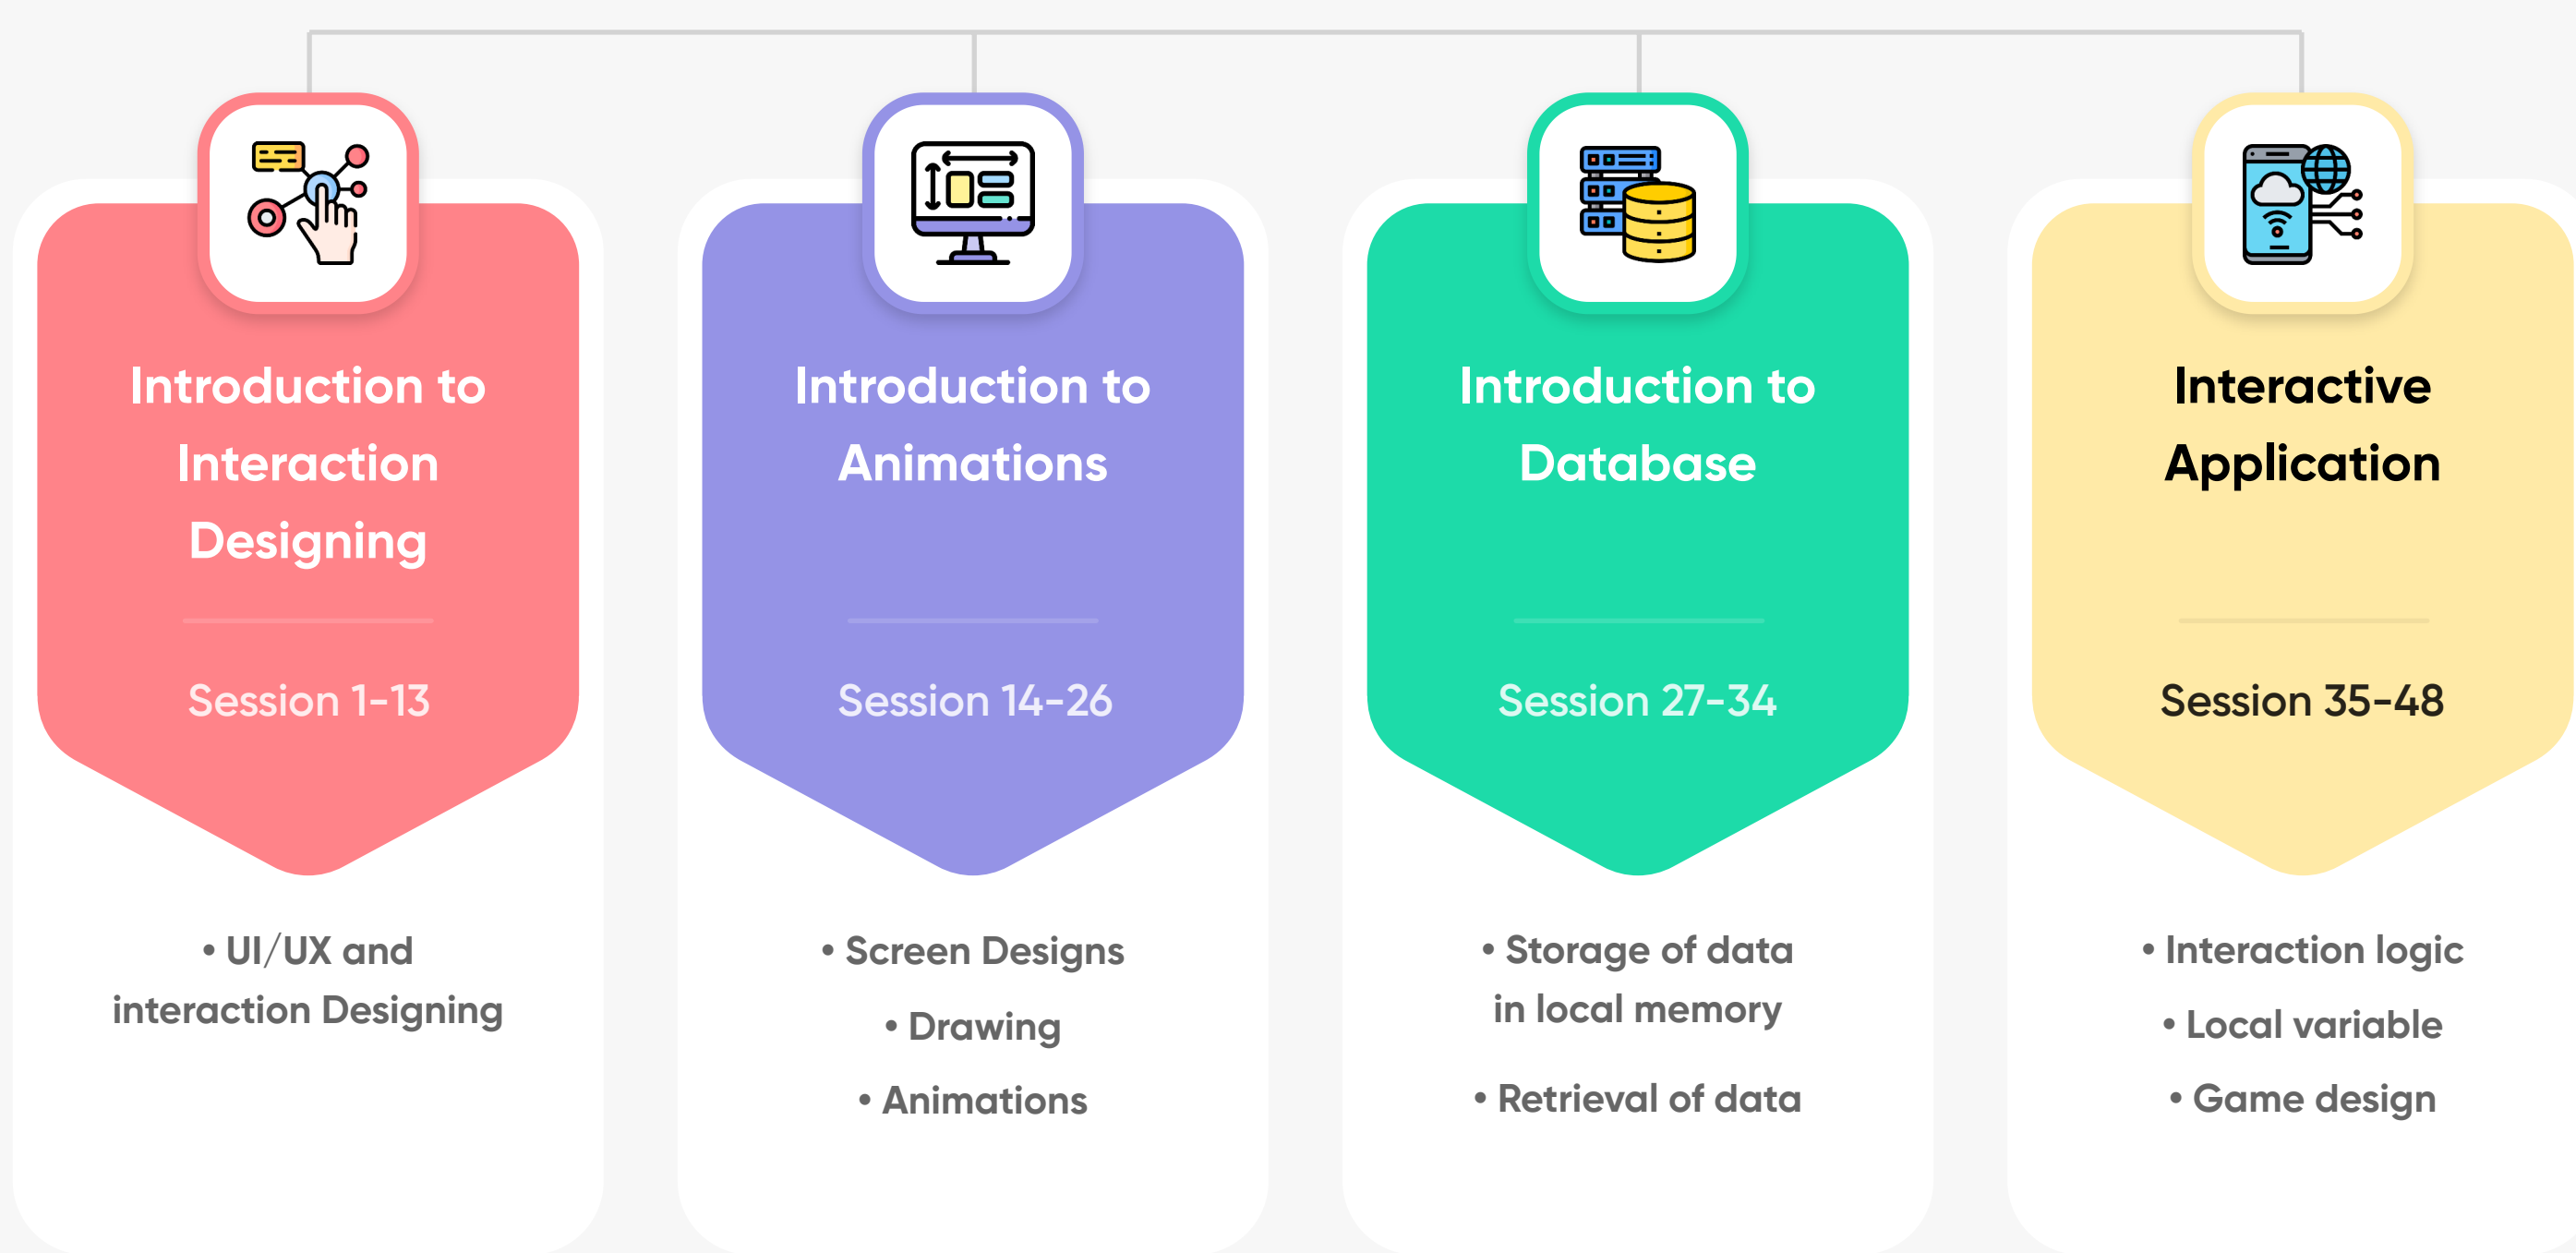 Introduction to
Interaction
Designing
Session 1-13
• UI/UX and
interaction Designing
Introduction to
Animations
Session 14-26
• Screen Designs
• Drawing
• Animations
Introduction to
Database
Session 27-34
• Storage of data
in local memory
• Retrieval of data
Interactive
Application
Session 35-48
• Interaction logic
• Local variable
• Game design